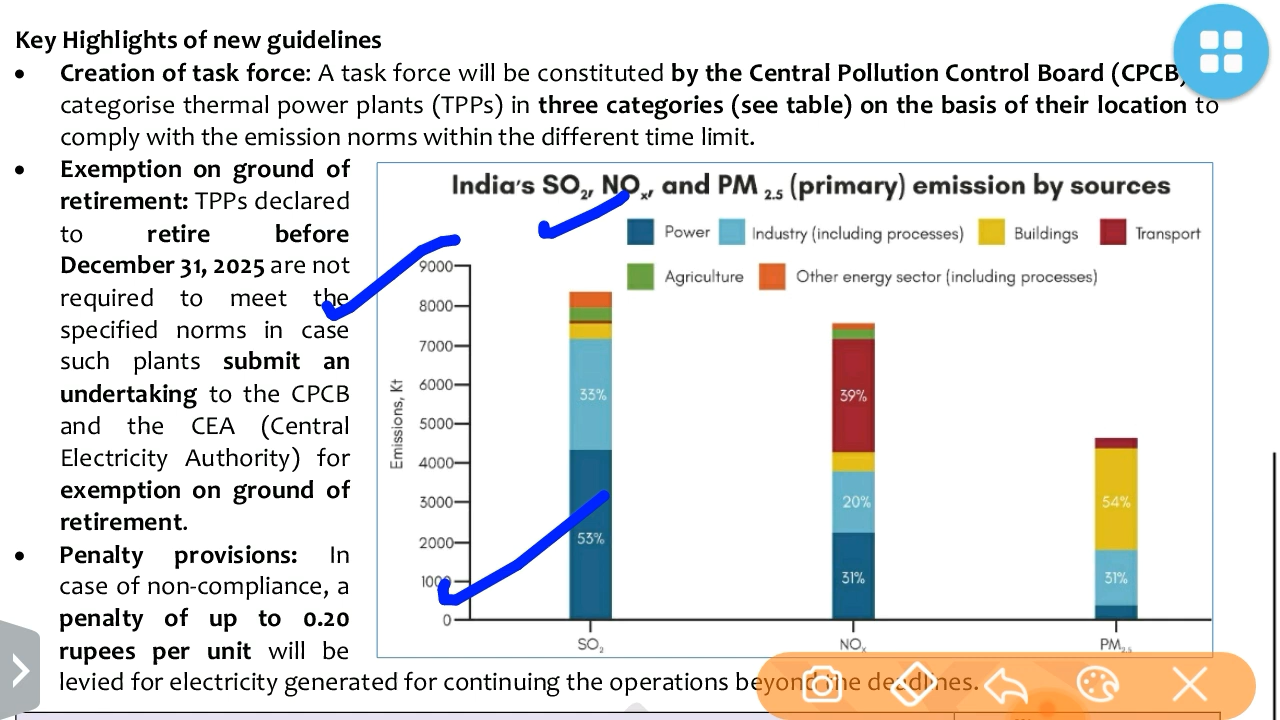 Key Highlights of new guidelines
• Creation of task force: A task force will be constituted by the Central Pollution Control Board (CPCB)
categorise thermal power plants (TPPs) in three categories (see table) on the basis of their location to
comply with the emission norms within the different time limit.
• Exemption on ground of
retirement: TPPs declared
to retire before
December 31, 2025 are not
required to meet the
specified norms in case
such plants submit an
undertaking to the CPCB
and the CEA (Central
Electricity Authority) for
exemption on ground of
retirement.
• Penalty provisions: In
case of non-compliance, a
penalty of up to 0.20
rupees per unit will be
levied for electricity generated for continuing the operations beyond the deadlines.
India's SO2, NOx, and PM 2.5 (primary) emission by sources
Power Industry (including processes) Buildings Transport
Agriculture Other energy sector (including processes)
Emissions, Kt
9000
8000
7000
6000
5000
4000
3000
2000
1000
0
33%
53%
39%
20%
31%
54%
31%
SO2 NOx PM2.5